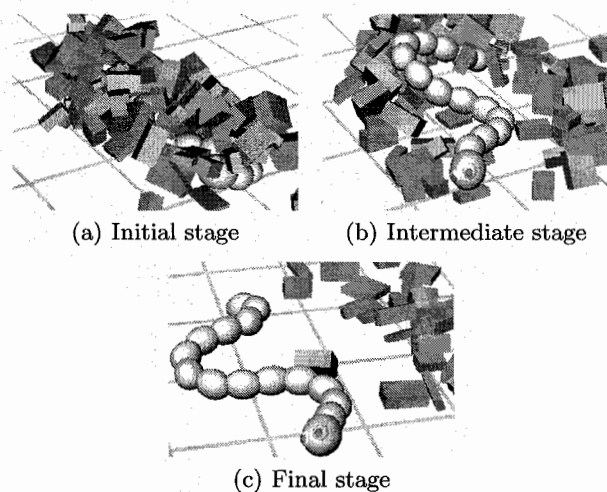 (a) Initial stage
(b) Intermediate stage
(c) Final stage